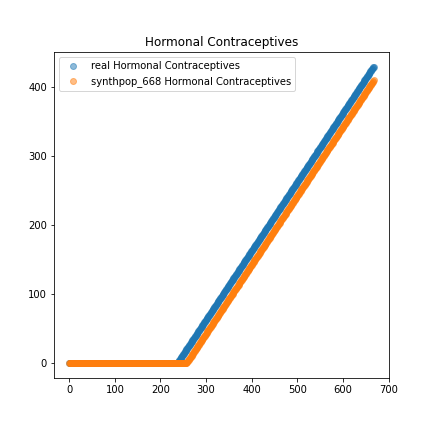 Hormonal Contraceptives
real Hormonal Contraceptives
synthpop_668 Hormonal Contraceptives
400
300
200
100
0
0 100 200 300 400 500 600 700